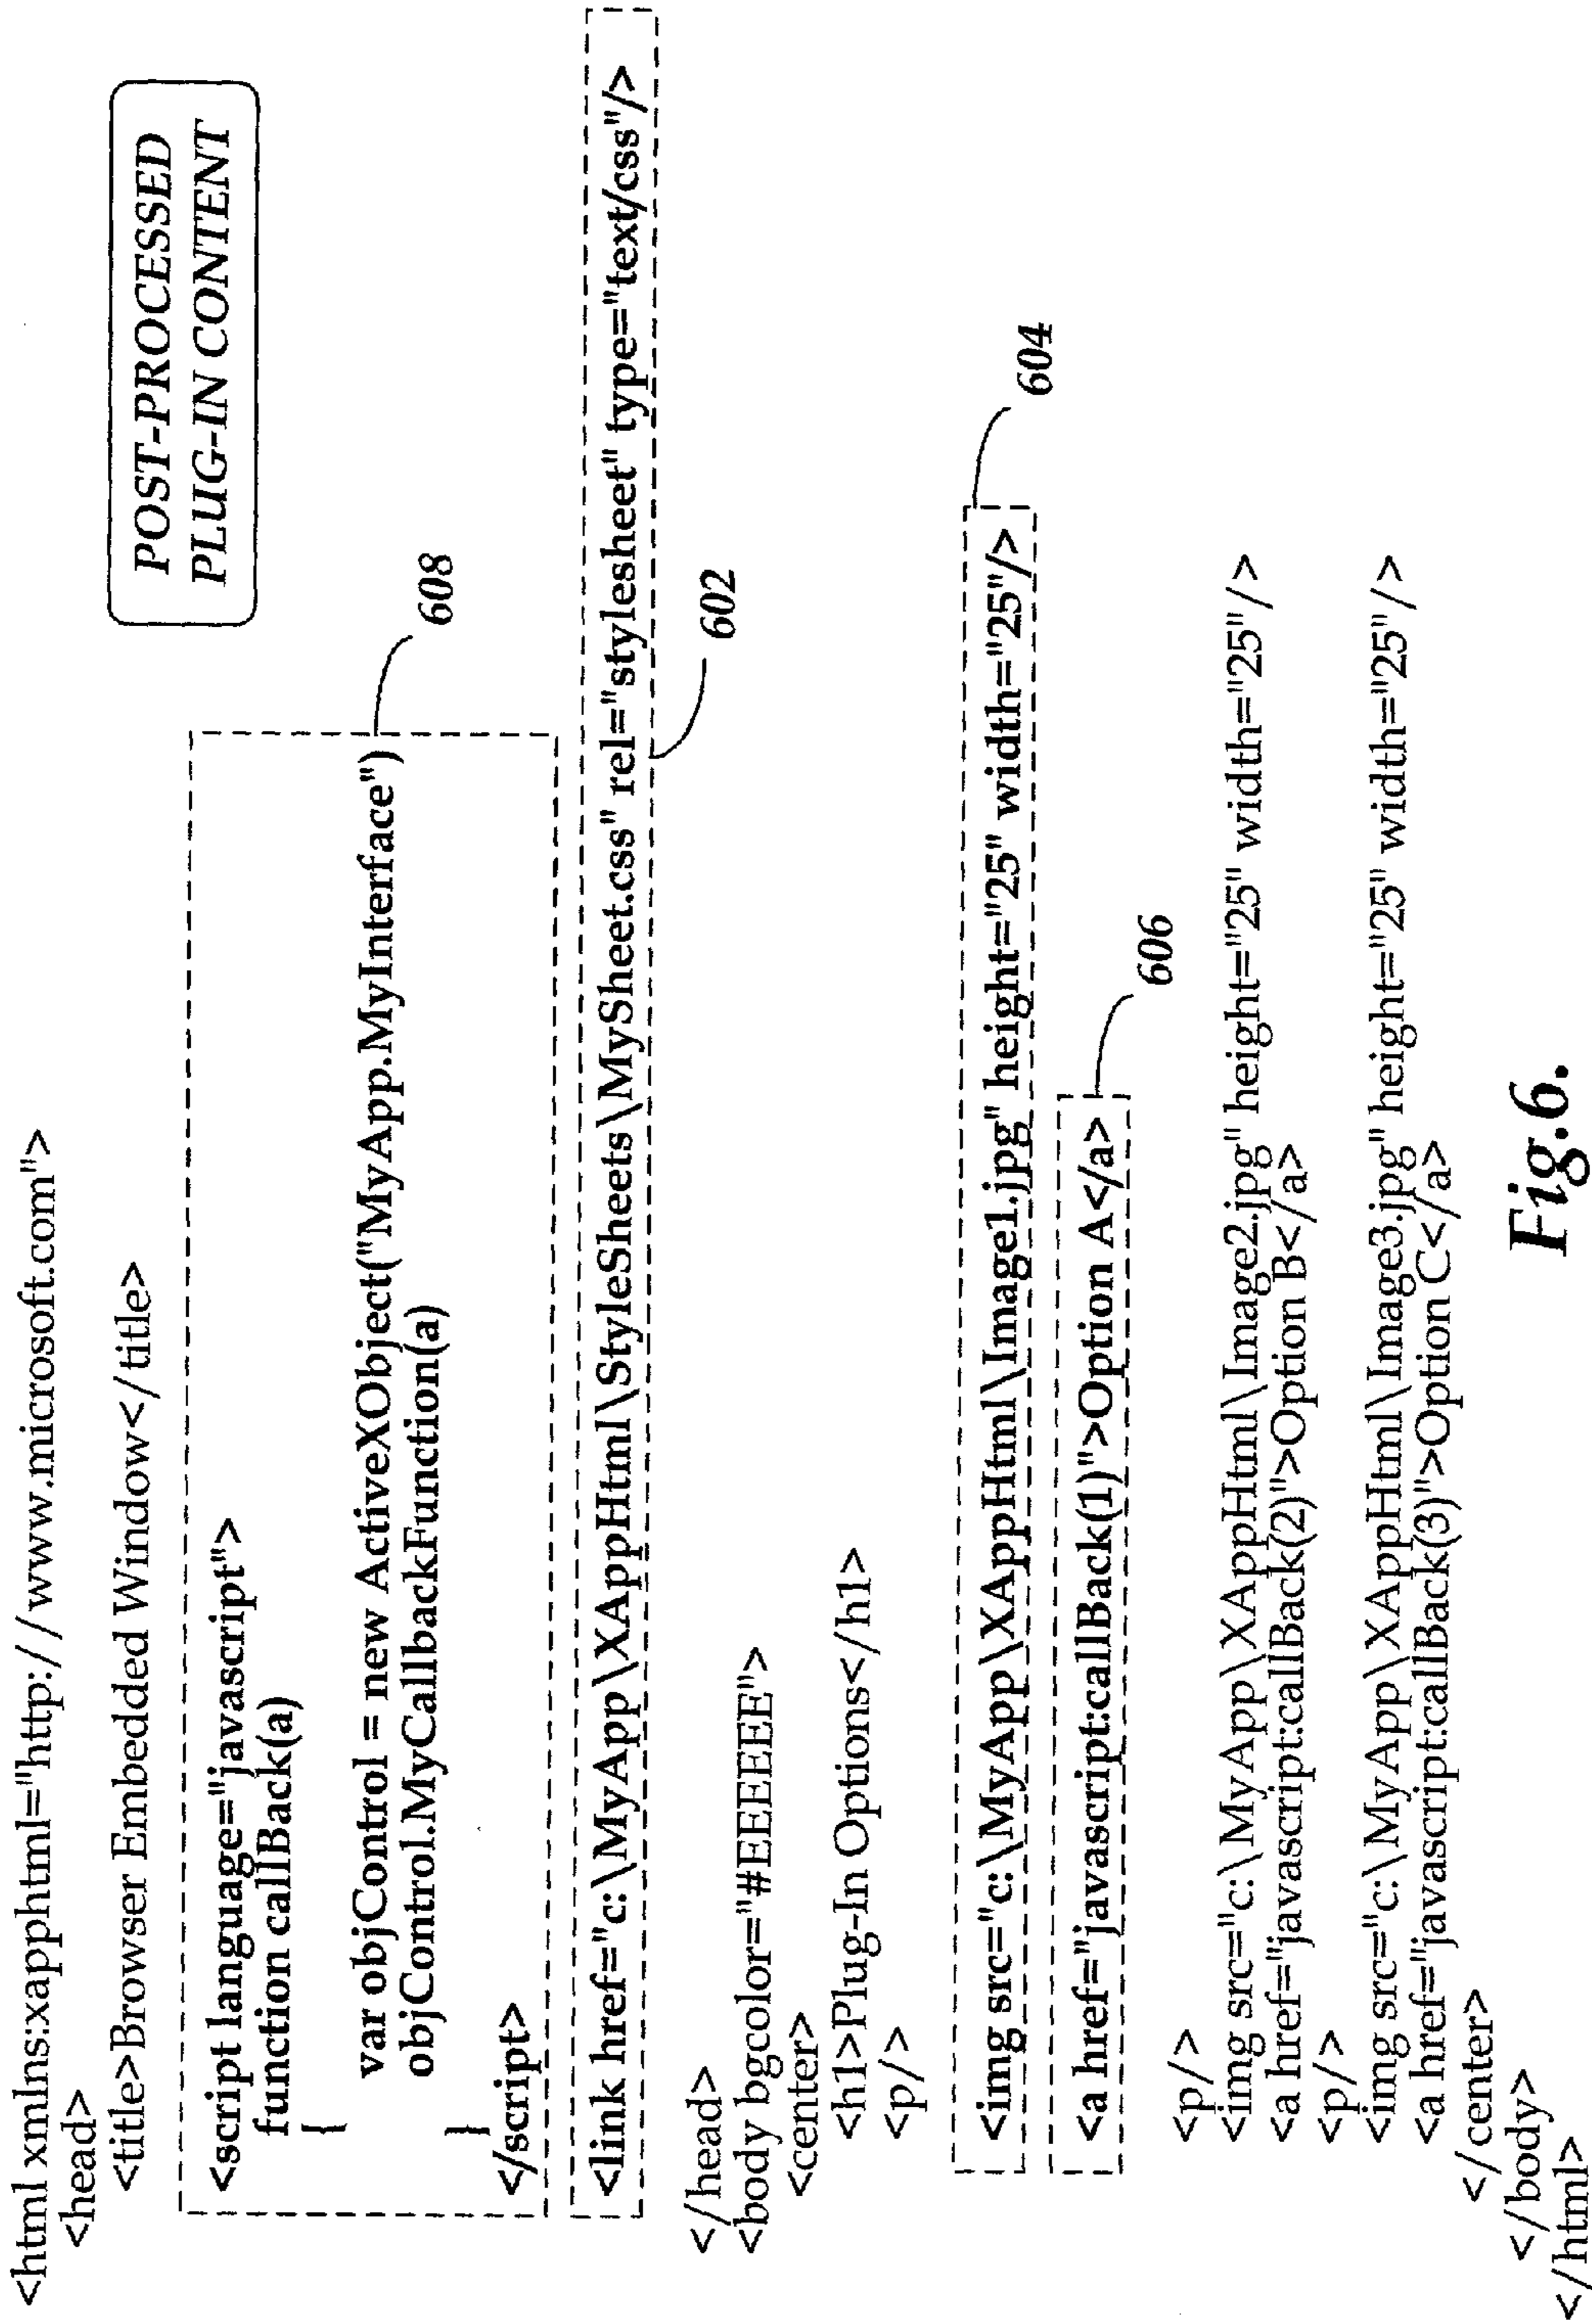 <html xmlns:xapphtml="http://www.microsoft.com">
<head>
<title>Browser Embedded Window</title>
POST-PROCESSED
PLUG-IN CONTENT
<script language="javascript">
function callBack(a)
{
var objControl = new ActiveXObject("MyApp.MyInterface")
objControl.MyCallbackFunction(a)
}
</script>
608
<link href="c:\MyApp\XAppHtml\StyleSheets\MySheet.css" rel="stylesheet" type="text/css"/>
602
</head>
<body bgcolor="#EEEEEE">
<center>
<h1>Plug-In Options</h1>
<p/>
<img src="c:\MyApp\XAppHtml\Image1.jpg" height="25" width="25"/>
604
<a href="javascript:callBack(1)">Option A</a>
606
<p/>
<img src="c:\MyApp\XAppHtml\Image2.jpg" height="25" width="25"/>
<a href="javascript:callBack(2)">Option B</a>
<p/>
<img src="c:\MyApp\XAppHtml\Image3.jpg" height="25" width="25"/>
<a href="javascript:callBack(3)">Option C</a>
</center>
</body>
</html>
Fig.6.